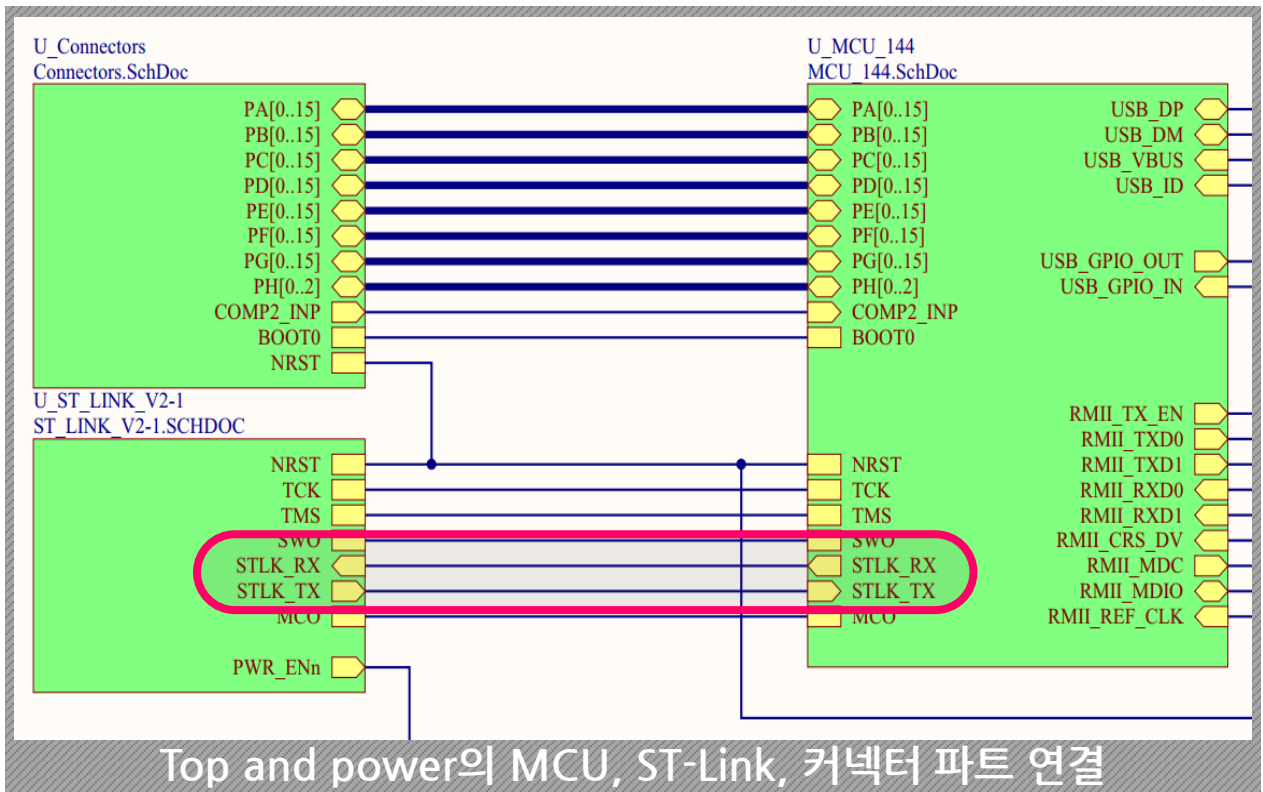 U_Connectors
Connectors.SchDoc
PA[0..15]
PB[0..15]
PC[0..15]
PD[0..15]
PE[0..15]
PF[0..15]
PG[0..15]
PH[0..2]
COMP2_INP
BOOT0
NRST
U_ST_LINK_V2-1
ST_LINK_V2-1.SCHDOC
NRST
TCK
TMS
SWO
STLK_RX
STLK_TX
MCO
PWR_ENn
U_MCU_144
MCU_144.SchDoc
PA[0..15]
PB[0..15]
PC[0..15]
PD[0..15]
PE[0..15]
PF[0..15]
PG[0..15]
PH[0..2]
COMP2_INP
BOOT0
NRST
TCK
TMS
SWO
STLK_RX
STLK_TX
MCO
USB_DP
USB_DM
USB_VBUS
USB_ID
USB_GPIO_OUT
USB_GPIO_IN
RMII_TX_EN
RMII_TXD0
RMII_TXD1
RMII_RXD0
RMII_RXD1
RMII_CRS_DV
RMII_MDC
RMII_MDIO
RMII_REF_CLK
Top and power의 MCU, ST-Link, 커넥터 파트 연결